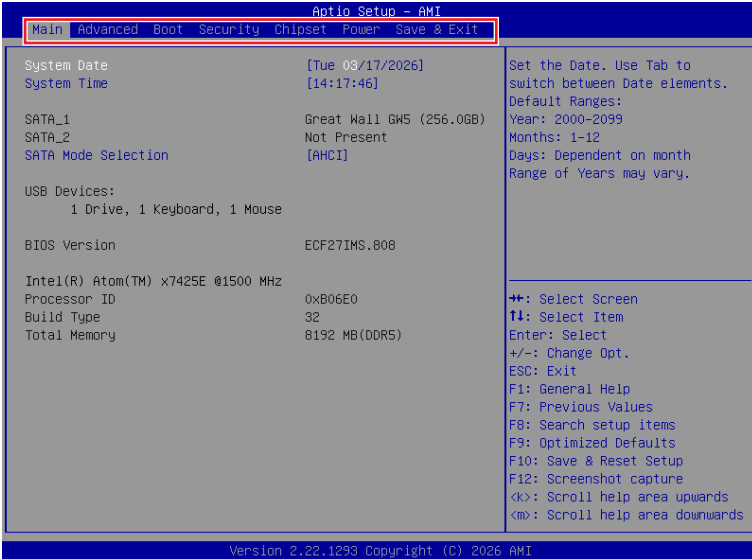 Aptio Setup – AMI
Main Advanced Boot Security Chipset Power Save & Exit
System Date [Tue 03/17/2026]
System Time [14:17:46]
SATA_1 Great Wall GW5 (256.0GB)
SATA_2 Not Present
SATA Mode Selection [AHCI]
USB Devices:
1 Drive, 1 Keyboard, 1 Mouse
BIOS Version ECF27IMS.808
Intel(R) Atom(TM) x7425E @1500 MHz
Processor ID 0xB06E0
Build Type 32
Total Memory 8192 MB(DDR5)
Set the Date. Use Tab to
switch between Date elements.
Default Ranges:
Year: 2000-2099
Months: 1-12
Days: Dependent on month
Range of Years may vary.
→←: Select Screen
↑↓: Select Item
Enter: Select
+/-: Change Opt.
ESC: Exit
F1: General Help
F7: Previous Values
F8: Search setup items
F9: Optimized Defaults
F10: Save & Reset Setup
F12: Screenshot capture
<k>: Scroll help area upwards
<m>: Scroll help area downwards
Version 2.22.1293 Copyright (C) 2026 AMI